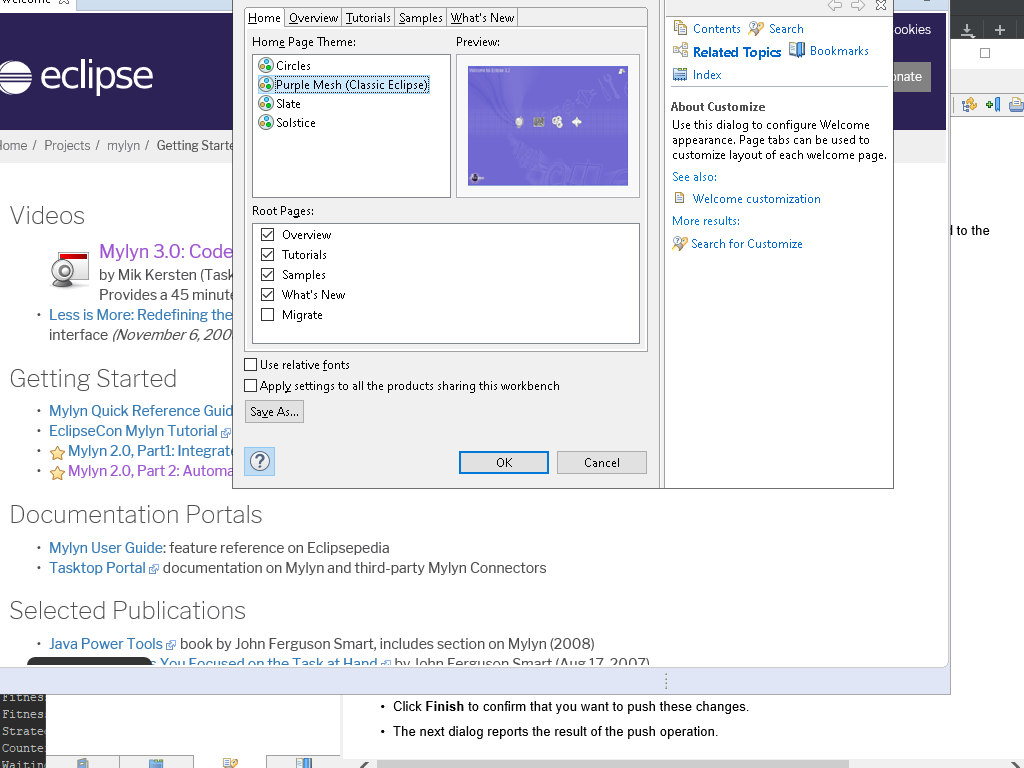 Home Overview Tutorials Samples What's New
Home Page Theme:
Preview:
Circles
Purple Mesh (Classic Eclipse)
Slate
Solstice
Root Pages:
Overview
Tutorials
Samples
What's New
Migrate
Use relative fonts
Apply settings to all the products sharing this workbench
Save As...
OK
Cancel
Contents Search
Related Topics Bookmarks
Index
About Customize
Use this dialog to configure Welcome
appearance. Page tabs can be used to
customize layout of each welcome page.
See also:
Welcome customization
More results:
Search for Customize
eclipse
ookies
onate
ome / Projects / mylyn / Getting Starte
Videos
Mylyn 3.0: Code
by Mik Kersten (Task
Provides a 45 minute
Less is More: Redefining the
interface (November 6, 200
Getting Started
Mylyn Quick Reference Guid
EclipseCon Mylyn Tutorial
Mylyn 2.0, Part1: Integrat
Mylyn 2.0, Part 2: Automa
Documentation Portals
Mylyn User Guide: feature reference on Eclipsepedia
Tasktop Portal documentation on Mylyn and third-party Mylyn Connectors
Selected Publications
Java Power Tools book by John Ferguson Smart, includes section on Mylyn (2008)
You Focused on the Task at Hand by John Ferguson Smart (Aug 17, 2007)
d to the
Fitnes
Fitnes
Strate
Counte
Waitin
Click Finish to confirm that you want to push these changes.
The next dialog reports the result of the push operation.